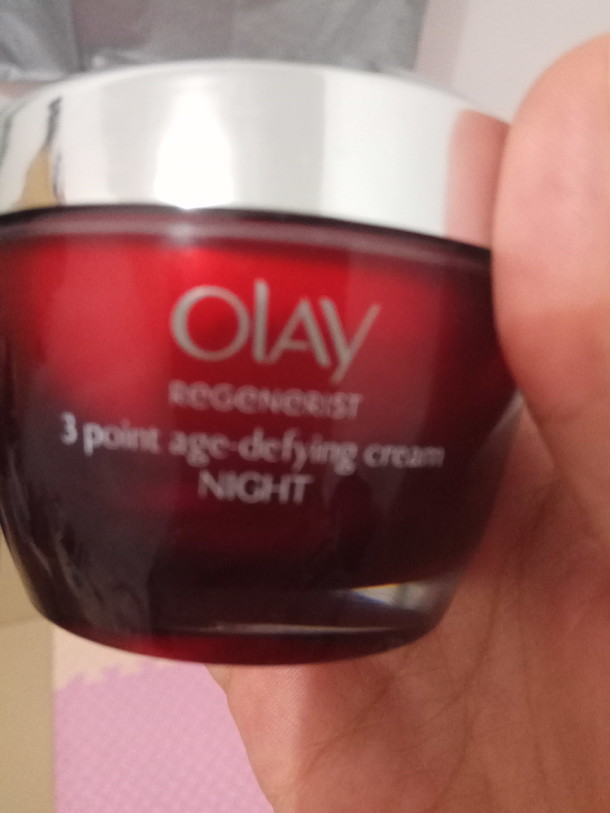 OLAY
REGENERIST
3 point age-defying cream
NIGHT